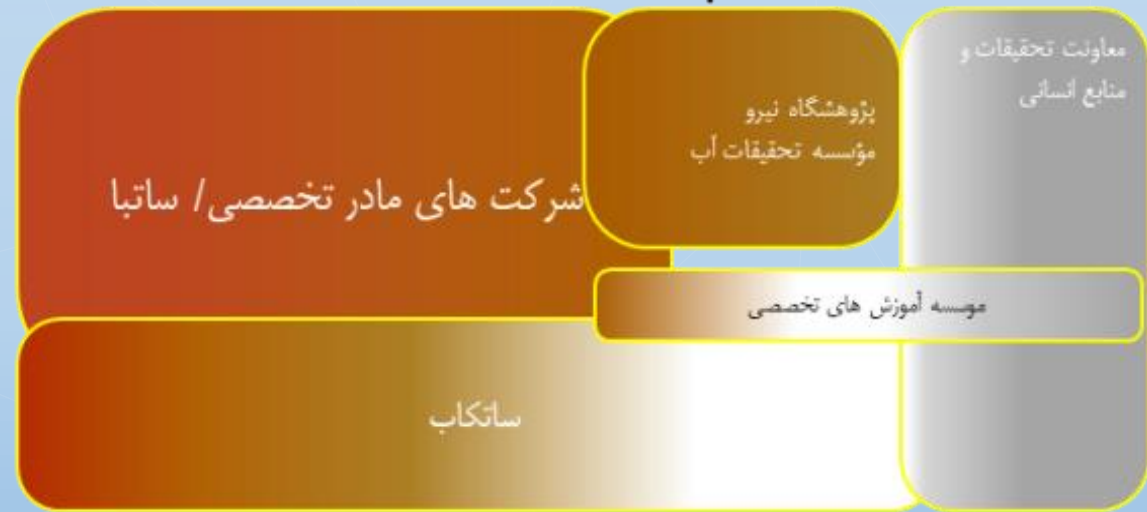 معاونت تحقیقات و
منابع انسانی
پژوهشگاه نیرو
مؤسسه تحقیقات آب
شرکت های مادر تخصصی/ ساتبا
موسسه آموزش های تخصصی
ساتکاب